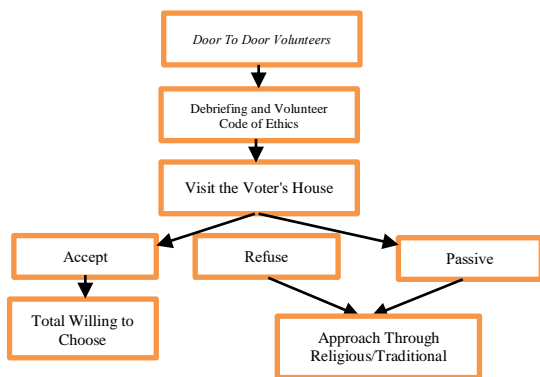 Door To Door Volunteers
Debriefing and Volunteer
Code of Ethics
Visit the Voter's House
Accept
Refuse
Passive
Total Willing to
Choose
Approach Through
Religious/Traditional